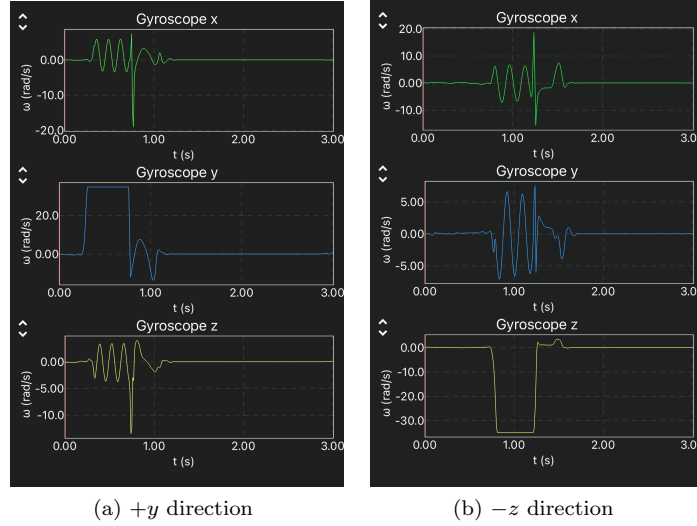 Gyroscope x
ω (rad/s)
0.00
-10.0
-20.0
0.00 1.00 2.00 3.00
t (s)
Gyroscope y
ω (rad/s)
20.0
0.00
0.00 1.00 2.00 3.00
t (s)
Gyroscope z
ω (rad/s)
0.00
-5.00
-10.0
0.00 1.00 2.00 3.00
t (s)
(a) +y direction
Gyroscope x
ω (rad/s)
20.0
10.0
0.00
-10.0
0.00 1.00 2.00 3.00
t (s)
Gyroscope y
ω (rad/s)
5.00
0.00
-5.00
0.00 1.00 2.00 3.00
t (s)
Gyroscope z
ω (rad/s)
0.00
-10.0
-20.0
-30.0
0.00 1.00 2.00 3.00
t (s)
(b) −z direction